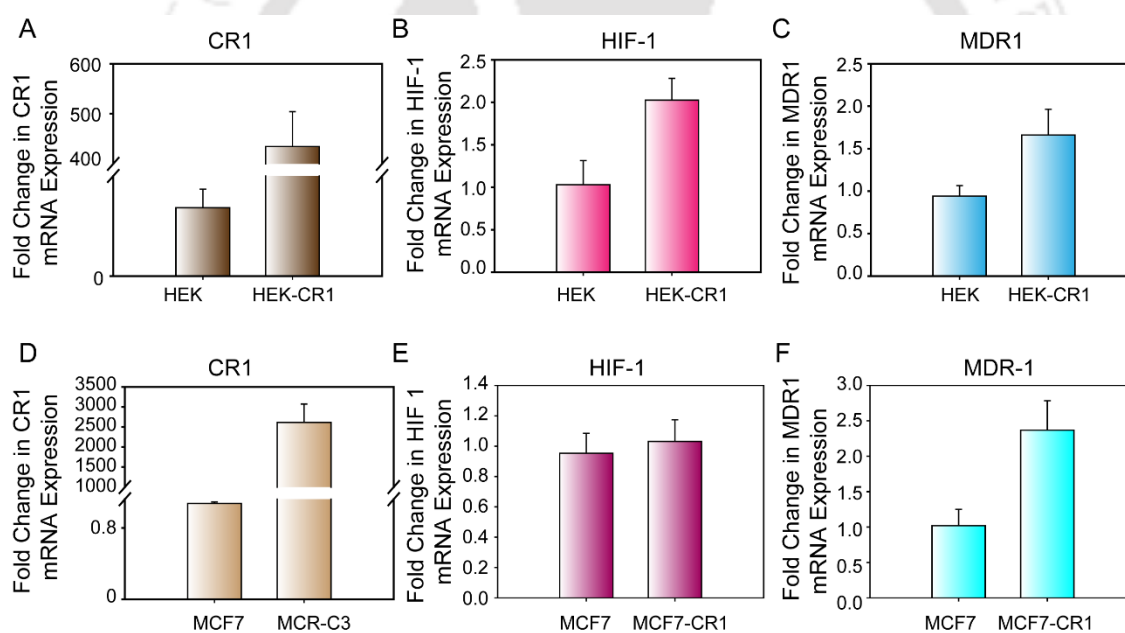 A
CR1
Fold Change in CR1
mRNA Expression
600
500
400
0
HEK
HEK-CR1
B
HIF-1
Fold Change in HIF-1
mRNA Expression
2.5
2.0
1.5
1.0
0.5
0.0
HEK
HEK-CR1
C
MDR1
Fold Change in MDR1
mRNA Expression
2.5
2.0
1.5
1.0
0.5
0.0
HEK
HEK-CR1
D
CR1
Fold Change in CR1
mRNA Expression
3500
3000
2500
2000
1500
1000
0.8
0
MCF7
MCR-C3
E
HIF-1
Fold Change in HIF 1
mRNA Expression
1.4
1.2
1.0
0.8
0.6
0.4
0.2
0.0
MCF7
MCF7-CR1
F
MDR-1
Fold Change in MDR1
mRNA Expression
3.0
2.5
2.0
1.5
1.0
0.5
0.0
MCF7
MCF7-CR1